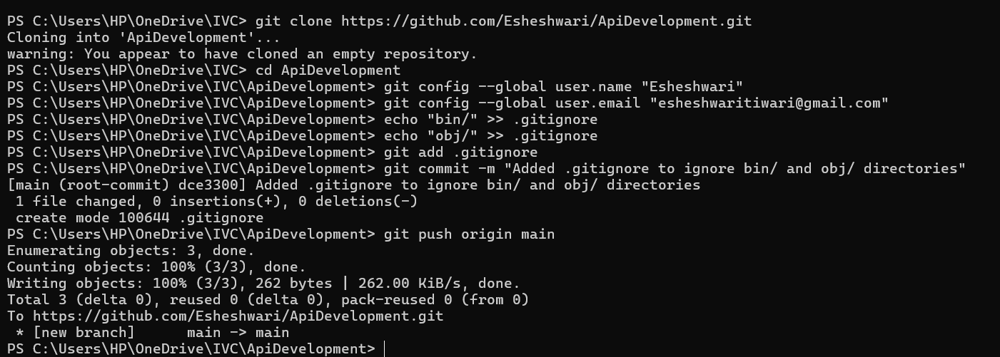 PS C:\Users\HP\OneDrive\IVC> git clone https://github.com/Esheshwari/ApiDevelopment.git
Cloning into 'ApiDevelopment'...
warning: You appear to have cloned an empty repository.
PS C:\Users\HP\OneDrive\IVC> cd ApiDevelopment
PS C:\Users\HP\OneDrive\IVC\ApiDevelopment> git config --global user.name "Esheshwari"
PS C:\Users\HP\OneDrive\IVC\ApiDevelopment> git config --global user.email "esheshwaritiwari@gmail.com"
PS C:\Users\HP\OneDrive\IVC\ApiDevelopment> echo "bin/" >> .gitignore
PS C:\Users\HP\OneDrive\IVC\ApiDevelopment> echo "obj/" >> .gitignore
PS C:\Users\HP\OneDrive\IVC\ApiDevelopment> git add .gitignore
PS C:\Users\HP\OneDrive\IVC\ApiDevelopment> git commit -m "Added .gitignore to ignore bin/ and obj/ directories"
[main (root-commit) dce3300] Added .gitignore to ignore bin/ and obj/ directories
 1 file changed, 0 insertions(+), 0 deletions(-)
 create mode 100644 .gitignore
PS C:\Users\HP\OneDrive\IVC\ApiDevelopment> git push origin main
Enumerating objects: 3, done.
Counting objects: 100% (3/3), done.
Writing objects: 100% (3/3), 262 bytes | 262.00 KiB/s, done.
Total 3 (delta 0), reused 0 (delta 0), pack-reused 0 (from 0)
To https://github.com/Esheshwari/ApiDevelopment.git
 * [new branch]      main -> main
PS C:\Users\HP\OneDrive\IVC\ApiDevelopment>